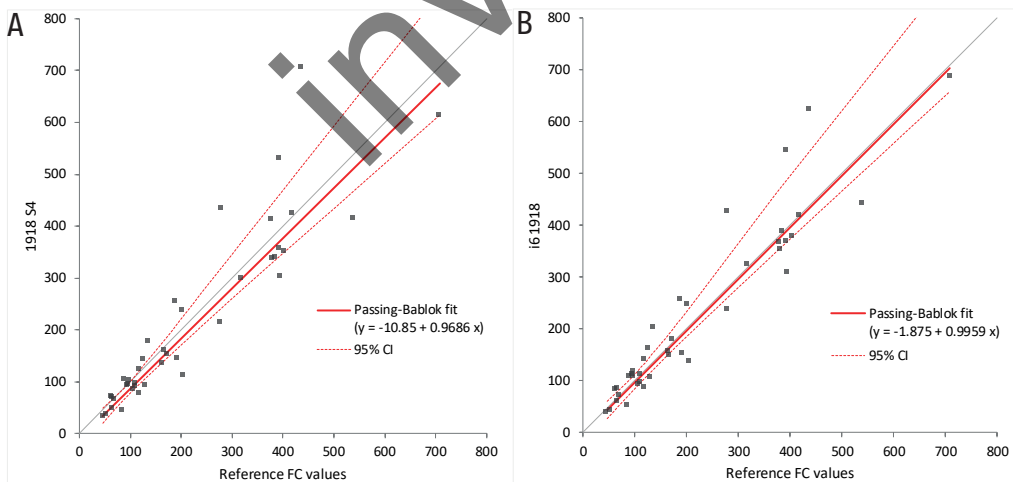 A
800
700
600
500
400
300
200
100
0
1918 S4
Passing-Bablok fit
(y = -10.85 + 0.9686 x)
95% CI
0 100 200 300 400 500 600 700 800
Reference FC values
B
800
700
600
500
400
300
200
100
0
i6 1918
Passing-Bablok fit
(y = -1.875 + 0.9959 x)
95% CI
0 100 200 300 400 500 600 700 800
Reference FC values